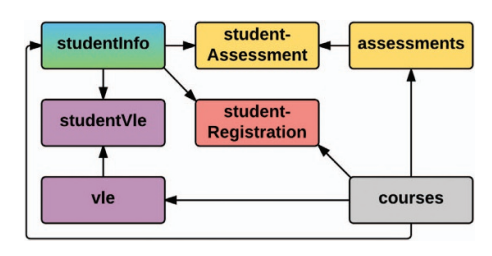 studentInfo
student-
Assessment
assessments
studentVle
student-
Registration
vle
courses